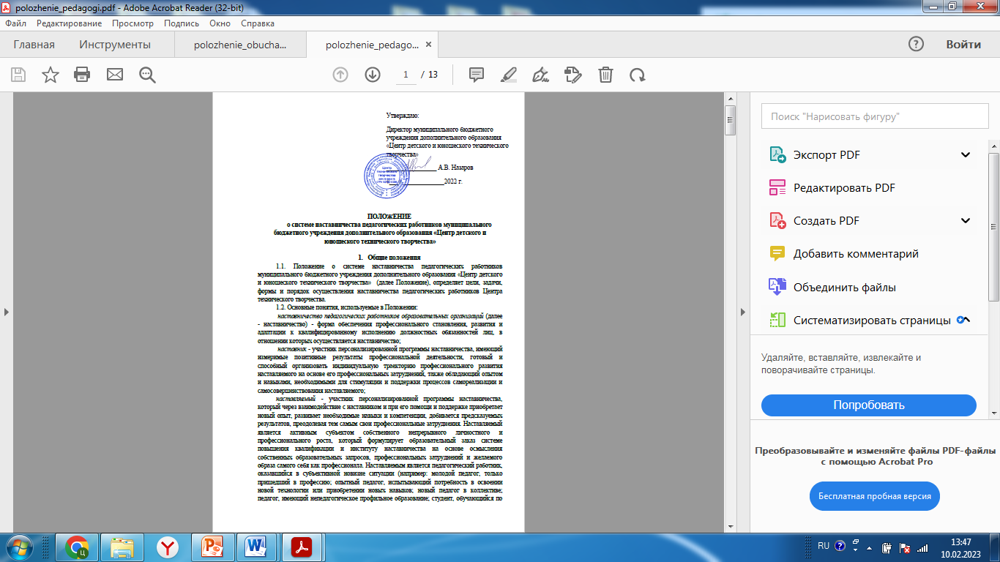 polozhenie_pedagogi.pdf - Adobe Acrobat Reader (32-bit)
Файл Редактирование Просмотр Подпись Окно Справка
Главная Инструменты polozhenie_obucha... polozhenie_pedago... × Войти
1 / 13
Утверждаю:
Директор муниципального бюджетного
учреждения дополнительного образования
«Центр детского и юношеского технического
творчества»
А.В. Назаров
2022 г.
ПОЛОЖЕНИЕ
о системе наставничества педагогических работников муниципального
бюджетного учреждения дополнительного образования «Центр детского и
юношеского технического творчества»
1. Общие положения
1.1. Положение о системе наставничества педагогических работников
муниципального бюджетного учреждения дополнительного образования «Центр детского
и юношеского технического творчества» (далее Положение), определяет цели, задачи,
формы и порядок осуществления наставничества педагогических работников Центра
технического творчества.
1.2. Основные понятия, используемые в Положении:
наставничество педагогических работников образовательных организаций (далее
- наставничество) - форма обеспечения профессионального становления, развития и
адаптации к квалифицированному исполнению должностных обязанностей лиц, в
отношении которых осуществляется наставничество;
наставник - участник персонализированной программы наставничества, имеющий
измеримые позитивные результаты профессиональной деятельности, готовый и
способный организовать индивидуальную траекторию профессионального развития
наставляемого на основе его профессиональных затруднений, также обладающий опытом
и навыками, необходимыми для стимуляции и поддержки процессов самореализации и
самосовершенствования наставляемого;
наставляемый - участник персонализированной программы наставничества,
который через взаимодействие с наставником и при его помощи и поддержке приобретает
новый опыт, развивает необходимые навыки и компетенции, добивается предсказуемых
результатов, преодолевая тем самым свои профессиональные затруднения. Наставляемый
является активным субъектом собственного непрерывного личностного и
профессионального роста, который формулирует образовательный заказ системе
повышения квалификации и институту наставничества на основе осмысления
собственных образовательных запросов, профессиональных затруднений и желаемого
образа самого себя как профессионала. Наставляемым является педагогический работник,
оказавшийся в субъективной новизне ситуации (например: молодой педагог, только
пришедший в профессию; опытный педагог, испытывающий потребность в освоении
новой технологии или приобретении новых навыков; новый педагог в коллективе;
педагог, имеющий непедагогическое профильное образование; студент, обучающийся по
Поиск "Нарисовать фигуру"
Экспорт PDF
Редактировать PDF
Создать PDF
Добавить комментарий
Объединить файлы
Систематизировать страницы
Удаляйте, вставляйте, извлекайте и
поворачивайте страницы.
Попробовать
Преобразовывайте и изменяйте файлы PDF-файлы
с помощью Acrobat Pro
Бесплатная пробная версия
RU 13:47
10.02.2023